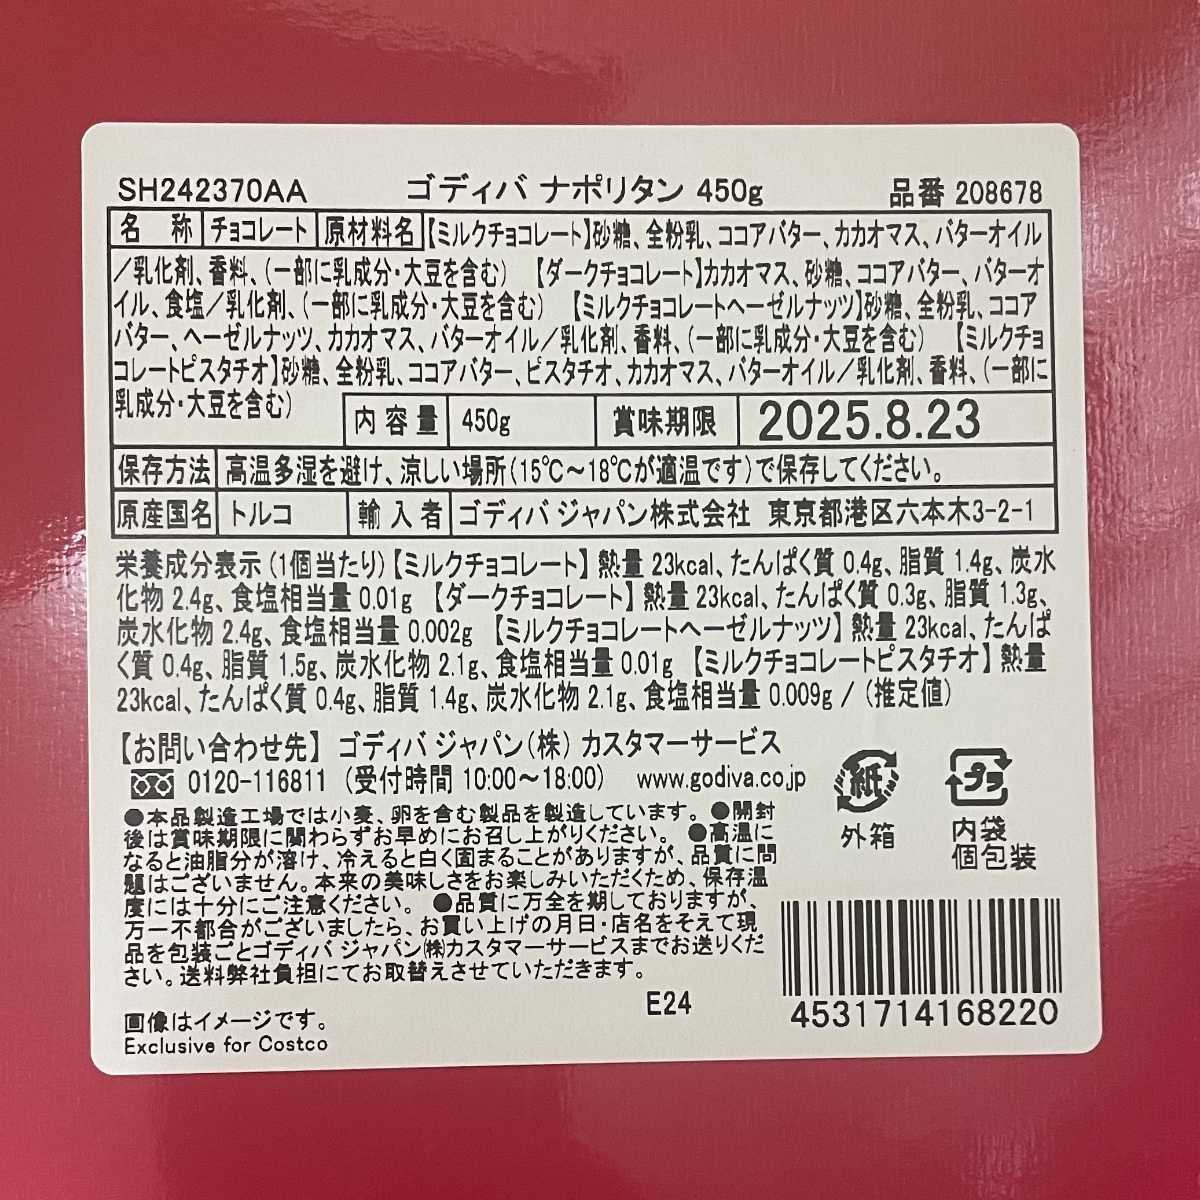 SH242370AA ゴディバ ナポリタン 450g 品番 208678
名 称 チョコレート 原材料名 【ミルクチョコレート】砂糖、全粉乳、ココアバター、カカオマス、バターオイル
／乳化剤、香料、(一部に乳成分・大豆を含む) 【ダークチョコレート】カカオマス、砂糖、ココアバター、バターオ
イル、食塩／乳化剤、(一部に乳成分・大豆を含む) 【ミルクチョコレートヘーゼルナッツ】砂糖、全粉乳、ココア
バター、ヘーゼルナッツ、カカオマス、バターオイル／乳化剤、香料、(一部に乳成分・大豆を含む) 【ミルクチョ
コレートピスタチオ】砂糖、全粉乳、ココアバター、ピスタチオ、カカオマス、バターオイル／乳化剤、香料、(一部に
乳成分・大豆を含む)
内容量 450g 賞味期限 2025.8.23
保存方法 高温多湿を避け、涼しい場所(15℃～18℃が適温です)で保存してください。
原産国名 トルコ 輸入者 ゴディバ ジャパン株式会社 東京都港区六本木3-2-1
栄養成分表示(1個当たり)【ミルクチョコレート】熱量 23kcal、たんぱく質 0.4g、脂質 1.4g、炭水
化物 2.4g、食塩相当量 0.01g 【ダークチョコレート】熱量 23kcal、たんぱく質 0.3g、脂質 1.3g、
炭水化物 2.4g、食塩相当量 0.002g 【ミルクチョコレートヘーゼルナッツ】熱量 23kcal、たんぱ
く質 0.4g、脂質 1.5g、炭水化物 2.1g、食塩相当量 0.01g 【ミルクチョコレートピスタチオ】熱量
23kcal、たんぱく質 0.4g、脂質 1.4g、炭水化物 2.1g、食塩相当量 0.009g / (推定値)
【お問い合わせ先】ゴディバ ジャパン(株) カスタマーサービス
0120-116811 (受付時間 10:00～18:00) www.godiva.co.jp
紙
外箱
プラ
内袋
個包装
●本品製造工場では小麦、卵を含む製品を製造しています。●開封
後は賞味期限に関わらずお早めにお召し上がりください。●高温に
なると油脂分が溶け、冷えると白く固まることがありますが、品質に問
題はございません。本来の美味しさをお楽しみいただくため、保存温
度には十分にご注意ください。●品質に万全を期しておりますが、
万一不都合がございましたら、お買い上げの月日・店名をそえて現
品を包装ごとゴディバ ジャパン㈱カスタマーサービスまでお送りくだ
さい。送料弊社負担にてお取替えさせていただきます。
E24
4531714168220
画像はイメージです。
Exclusive for Costco